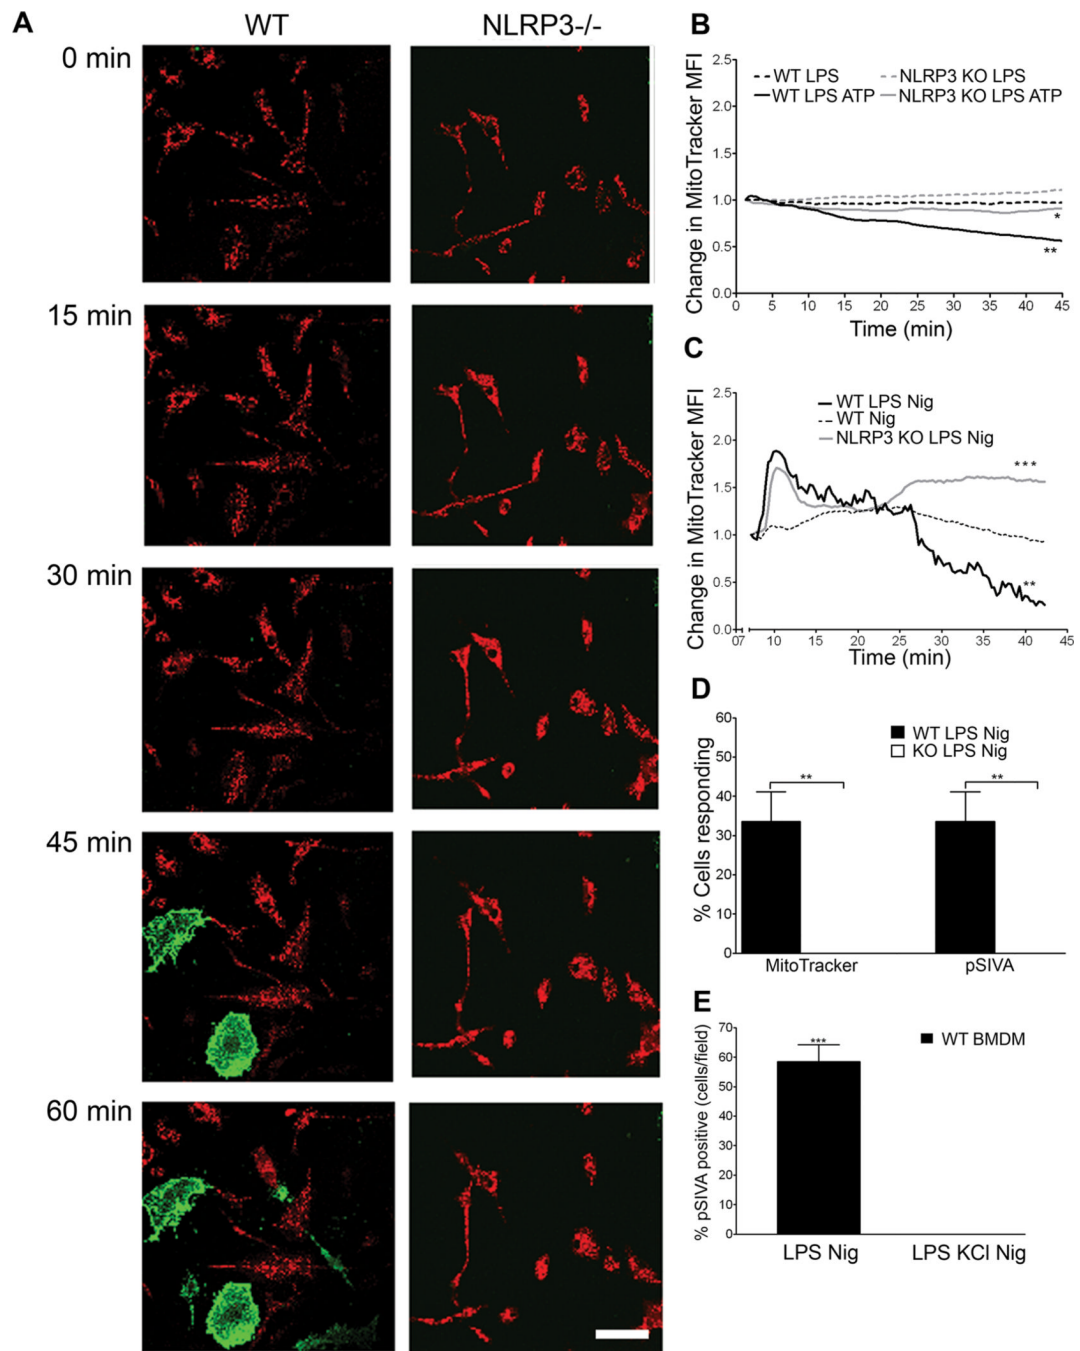 A
WT NLRP3-/-
0 min
15 min
30 min
45 min
60 min
B
Change in MitoTracker MFI
2.5
2.0
1.5
1.0
0.5
0.0
WT LPS NLRP3 KO LPS
WT LPS ATP NLRP3 KO LPS ATP
*
**
0 5 10 15 20 25 30 35 40 45
Time (min)
C
Change in MitoTracker MFI
2.5
2.0
1.5
1.0
0.5
0.0
WT LPS Nig
WT Nig
NLRP3 KO LPS Nig
***
**
07 10 15 20 25 30 35 40 45
Time (min)
D
% Cells responding
60
50
40
30
20
10
0
WT LPS Nig
KO LPS Nig
** **
MitoTracker pSIVA
E
% pSIVA positive (cells/field)
70
60
50
40
30
20
10
0
WT BMDM
***
LPS Nig LPS KCl Nig